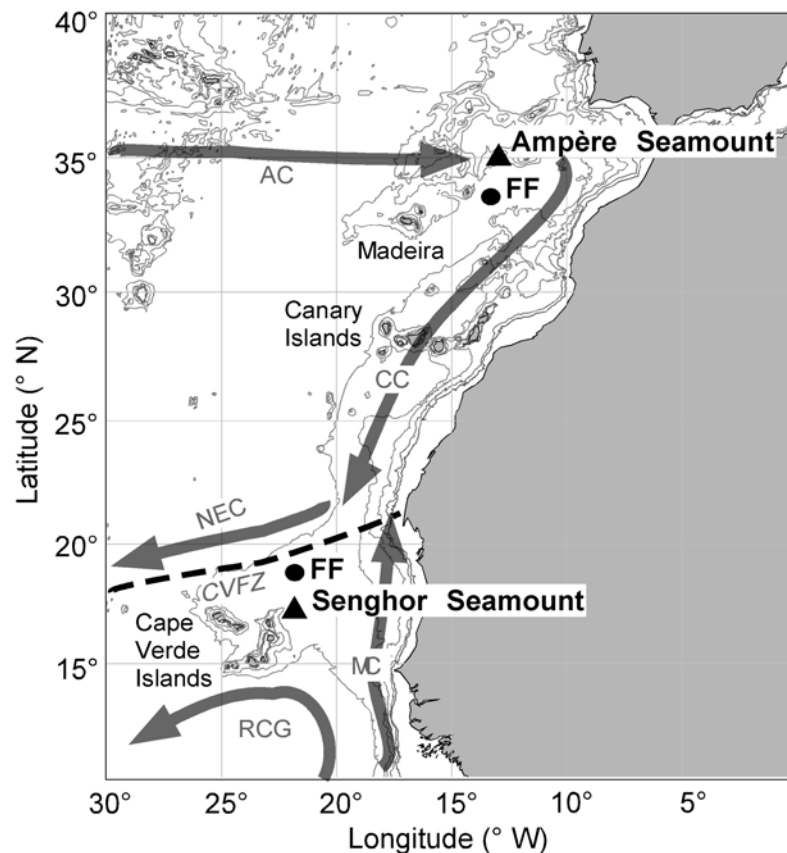 40°
35°
30°
25°
20°
15°
Latitude (° N)
Ampère Seamount
AC
FF
Madeira
Canary
Islands
CC
NEC
CVFZ
FF
Senghor Seamount
Cape
Verde
Islands
MC
RCG
30° 25° 20° 15° 10° 5°
Longitude (° W)